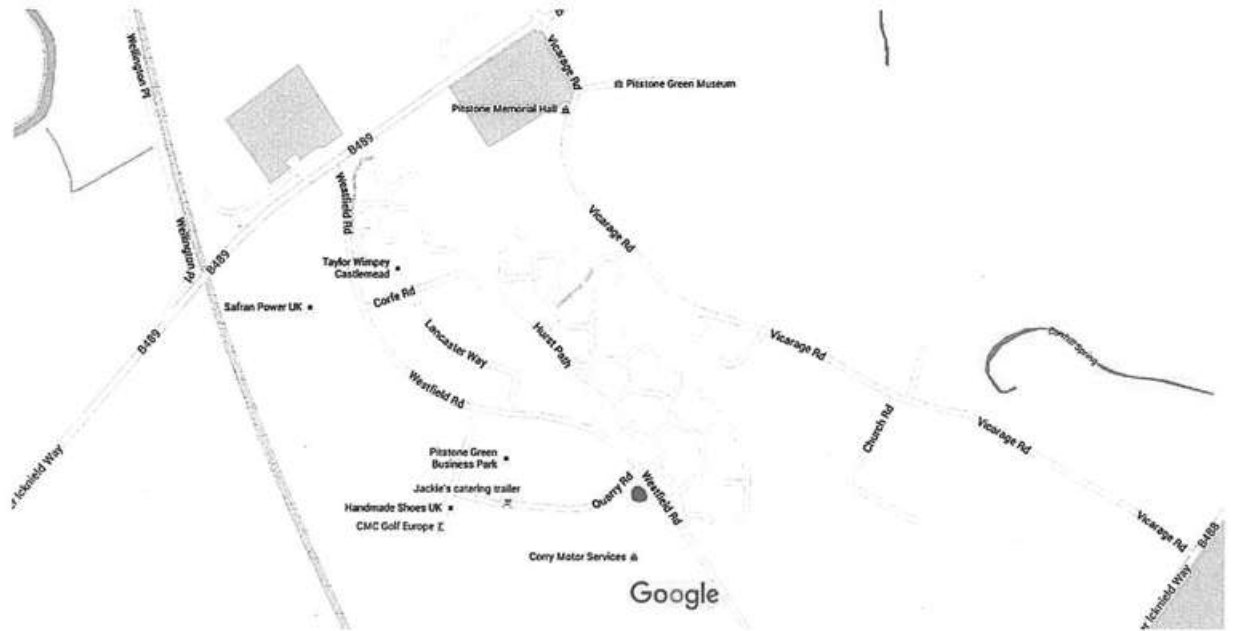 B
Wellington Pl
Vicarage Rd
Pitstone Green Museum
Pitstone Memorial Hall
B489
Westfield Rd
Vicarage Rd
Wellington Pl
B489
Taylor Wimpey
Castlemead
Corfe Rd
Safran Power UK
B489
Lancaster Way
Hurst Path
Vicarage Rd
Westfield Rd
Church Rd
Vicarage Rd
Pitstone Green
Business Park
r Icknield Way
Jackie's catering trailer
Quarry Rd
Westfield Rd
Handmade Shoes UK
CMC Golf Europe
Vicarage Rd
B488
Corry Motor Services
er Icknield Way
Google